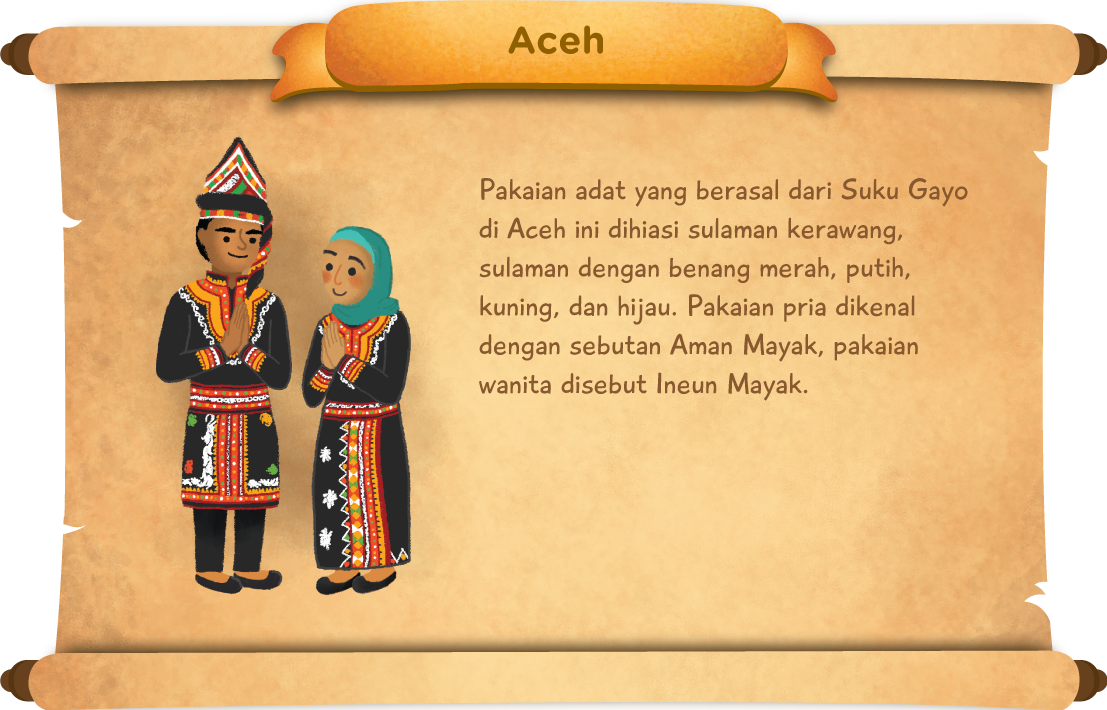 Aceh
Pakaian adat yang berasal dari Suku Gayo
di Aceh ini dihiasi sulaman kerawang,
sulaman dengan benang merah, putih,
kuning, dan hijau. Pakaian pria dikenal
dengan sebutan Aman Mayak, pakaian
wanita disebut Ineun Mayak.